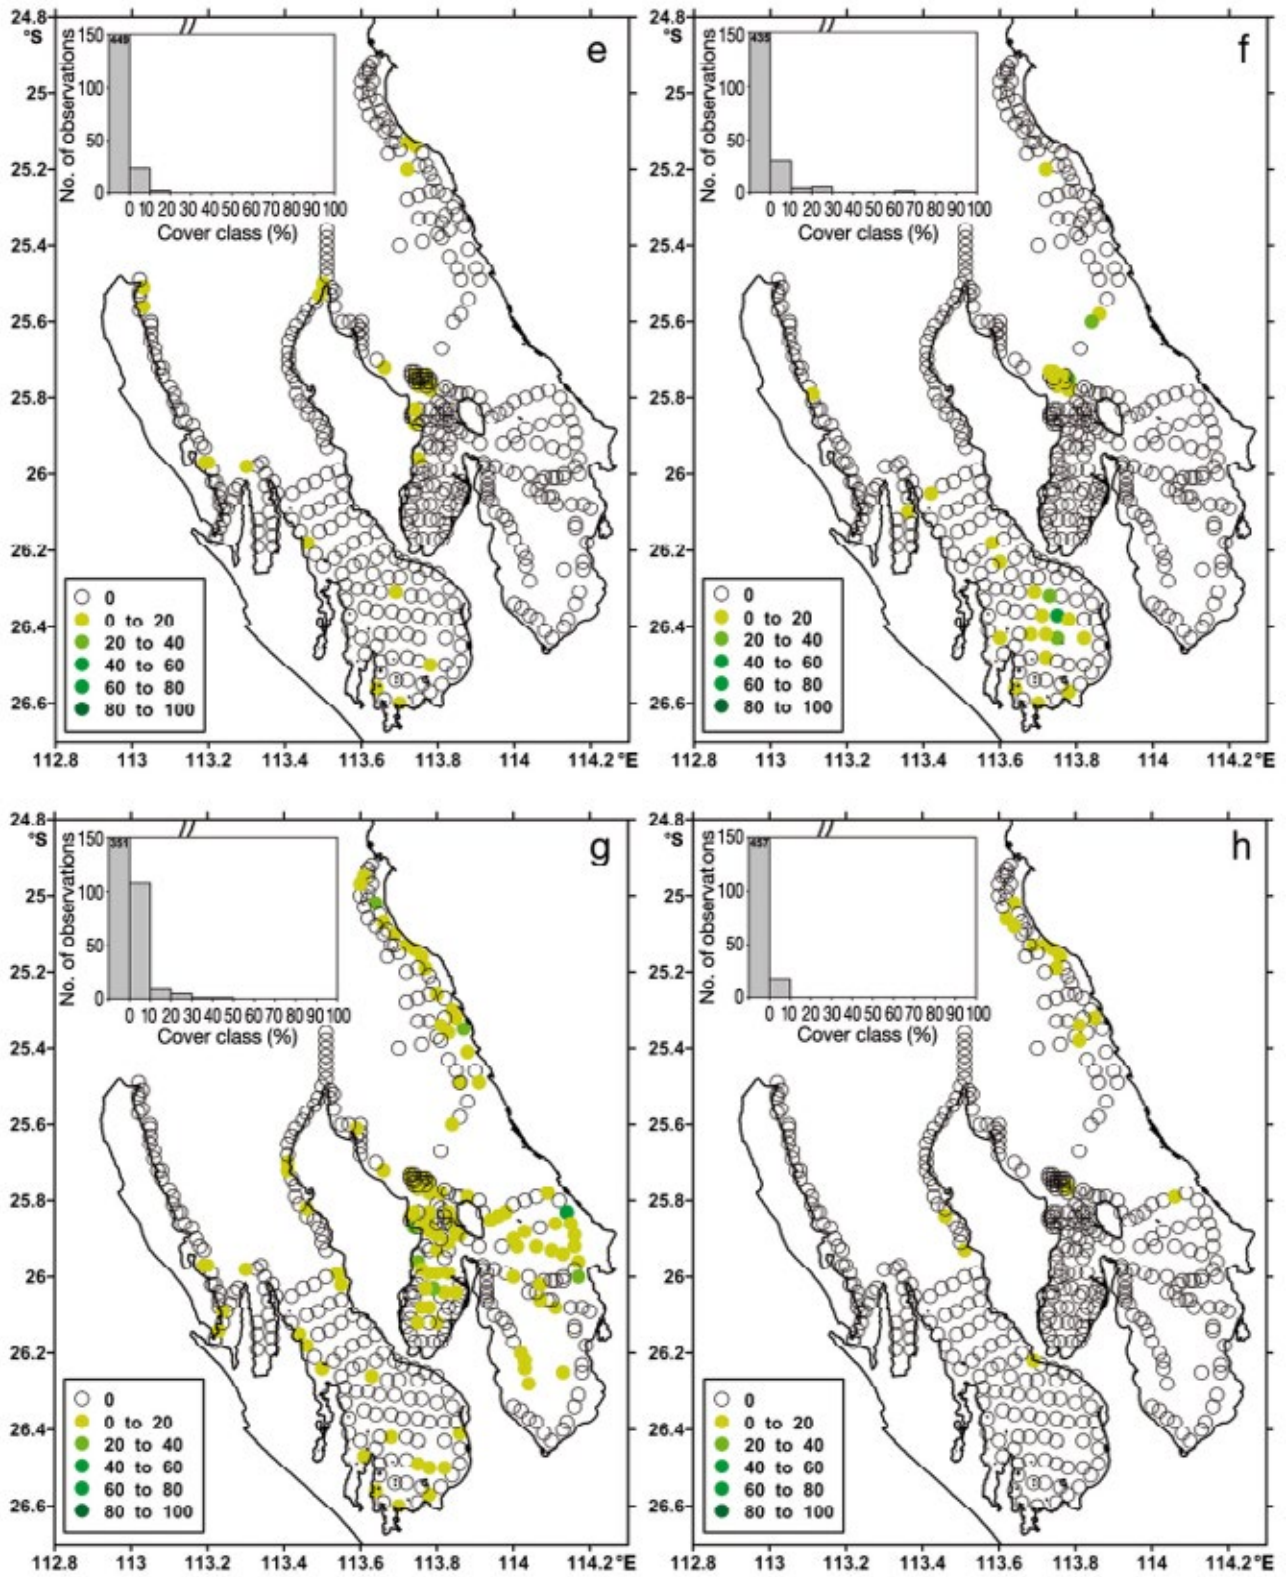 24.8
°S
25
25.2
25.4
25.6
25.8
26
26.2
26.4
26.6
112.8 113 113.2 113.4 113.6 113.8 114 114.2 °E
e
No. of observations
150
100
50
0
449
0 10 20 30 40 50 60 70 80 90 100
Cover class (%)
0
0 to 20
20 to 40
40 to 60
60 to 80
80 to 100
24.8
°S
25
25.2
25.4
25.6
25.8
26
26.2
26.4
26.6
112.8 113 113.2 113.4 113.6 113.8 114 114.2 °E
f
No. of observations
150
100
50
0
435
0 10 20 30 40 50 60 70 80 90 100
Cover class (%)
0
0 to 20
20 to 40
40 to 60
60 to 80
80 to 100
24.8
°S
25
25.2
25.4
25.6
25.8
26
26.2
26.4
26.6
112.8 113 113.2 113.4 113.6 113.8 114 114.2 °E
g
No. of observations
150
100
50
0
351
0 10 20 30 40 50 60 70 80 90 100
Cover class (%)
0
0 to 20
20 to 40
40 to 60
60 to 80
80 to 100
24.8
°S
25
25.2
25.4
25.6
25.8
26
26.2
26.4
26.6
112.8 113 113.2 113.4 113.6 113.8 114 114.2 °E
h
No. of observations
150
100
50
0
457
0 10 20 30 40 50 60 70 80 90 100
Cover class (%)
0
0 to 20
20 to 40
40 to 60
60 to 80
80 to 100